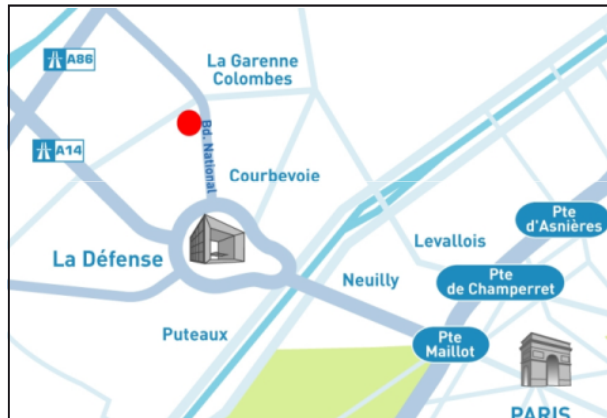 A86
La Garenne
Colombes
A14
Bd. National
Courbevoie
Pte
d'Asnières
Levallois
La Défense
Neuilly
Pte
de Champerret
Puteaux
Pte
Maillot
PARIS